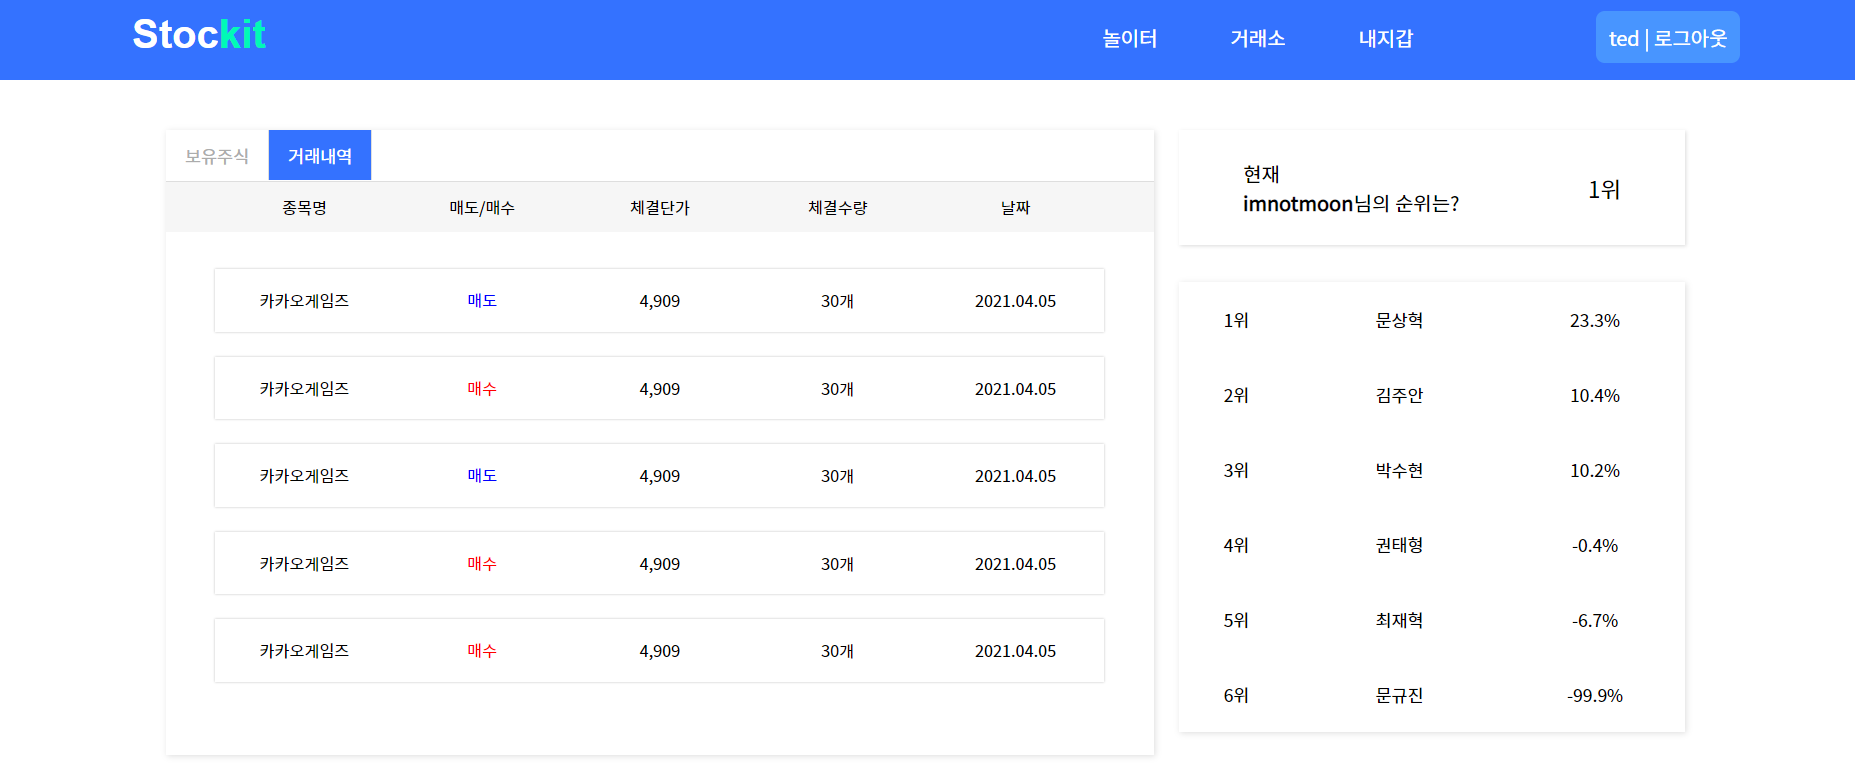 Stockit 놀이터 거래소 내지갑 ted | 로그아웃
보유주식 거래내역
종목명 매도/매수 체결단가 체결수량 날짜
카카오게임즈 매도 4,909 30개 2021.04.05
카카오게임즈 매수 4,909 30개 2021.04.05
카카오게임즈 매도 4,909 30개 2021.04.05
카카오게임즈 매수 4,909 30개 2021.04.05
카카오게임즈 매수 4,909 30개 2021.04.05
현재
imnotmoon님의 순위는?
1위
1위 문상혁 23.3%
2위 김주안 10.4%
3위 박수현 10.2%
4위 권태형 -0.4%
5위 최재혁 -6.7%
6위 문규진 -99.9%